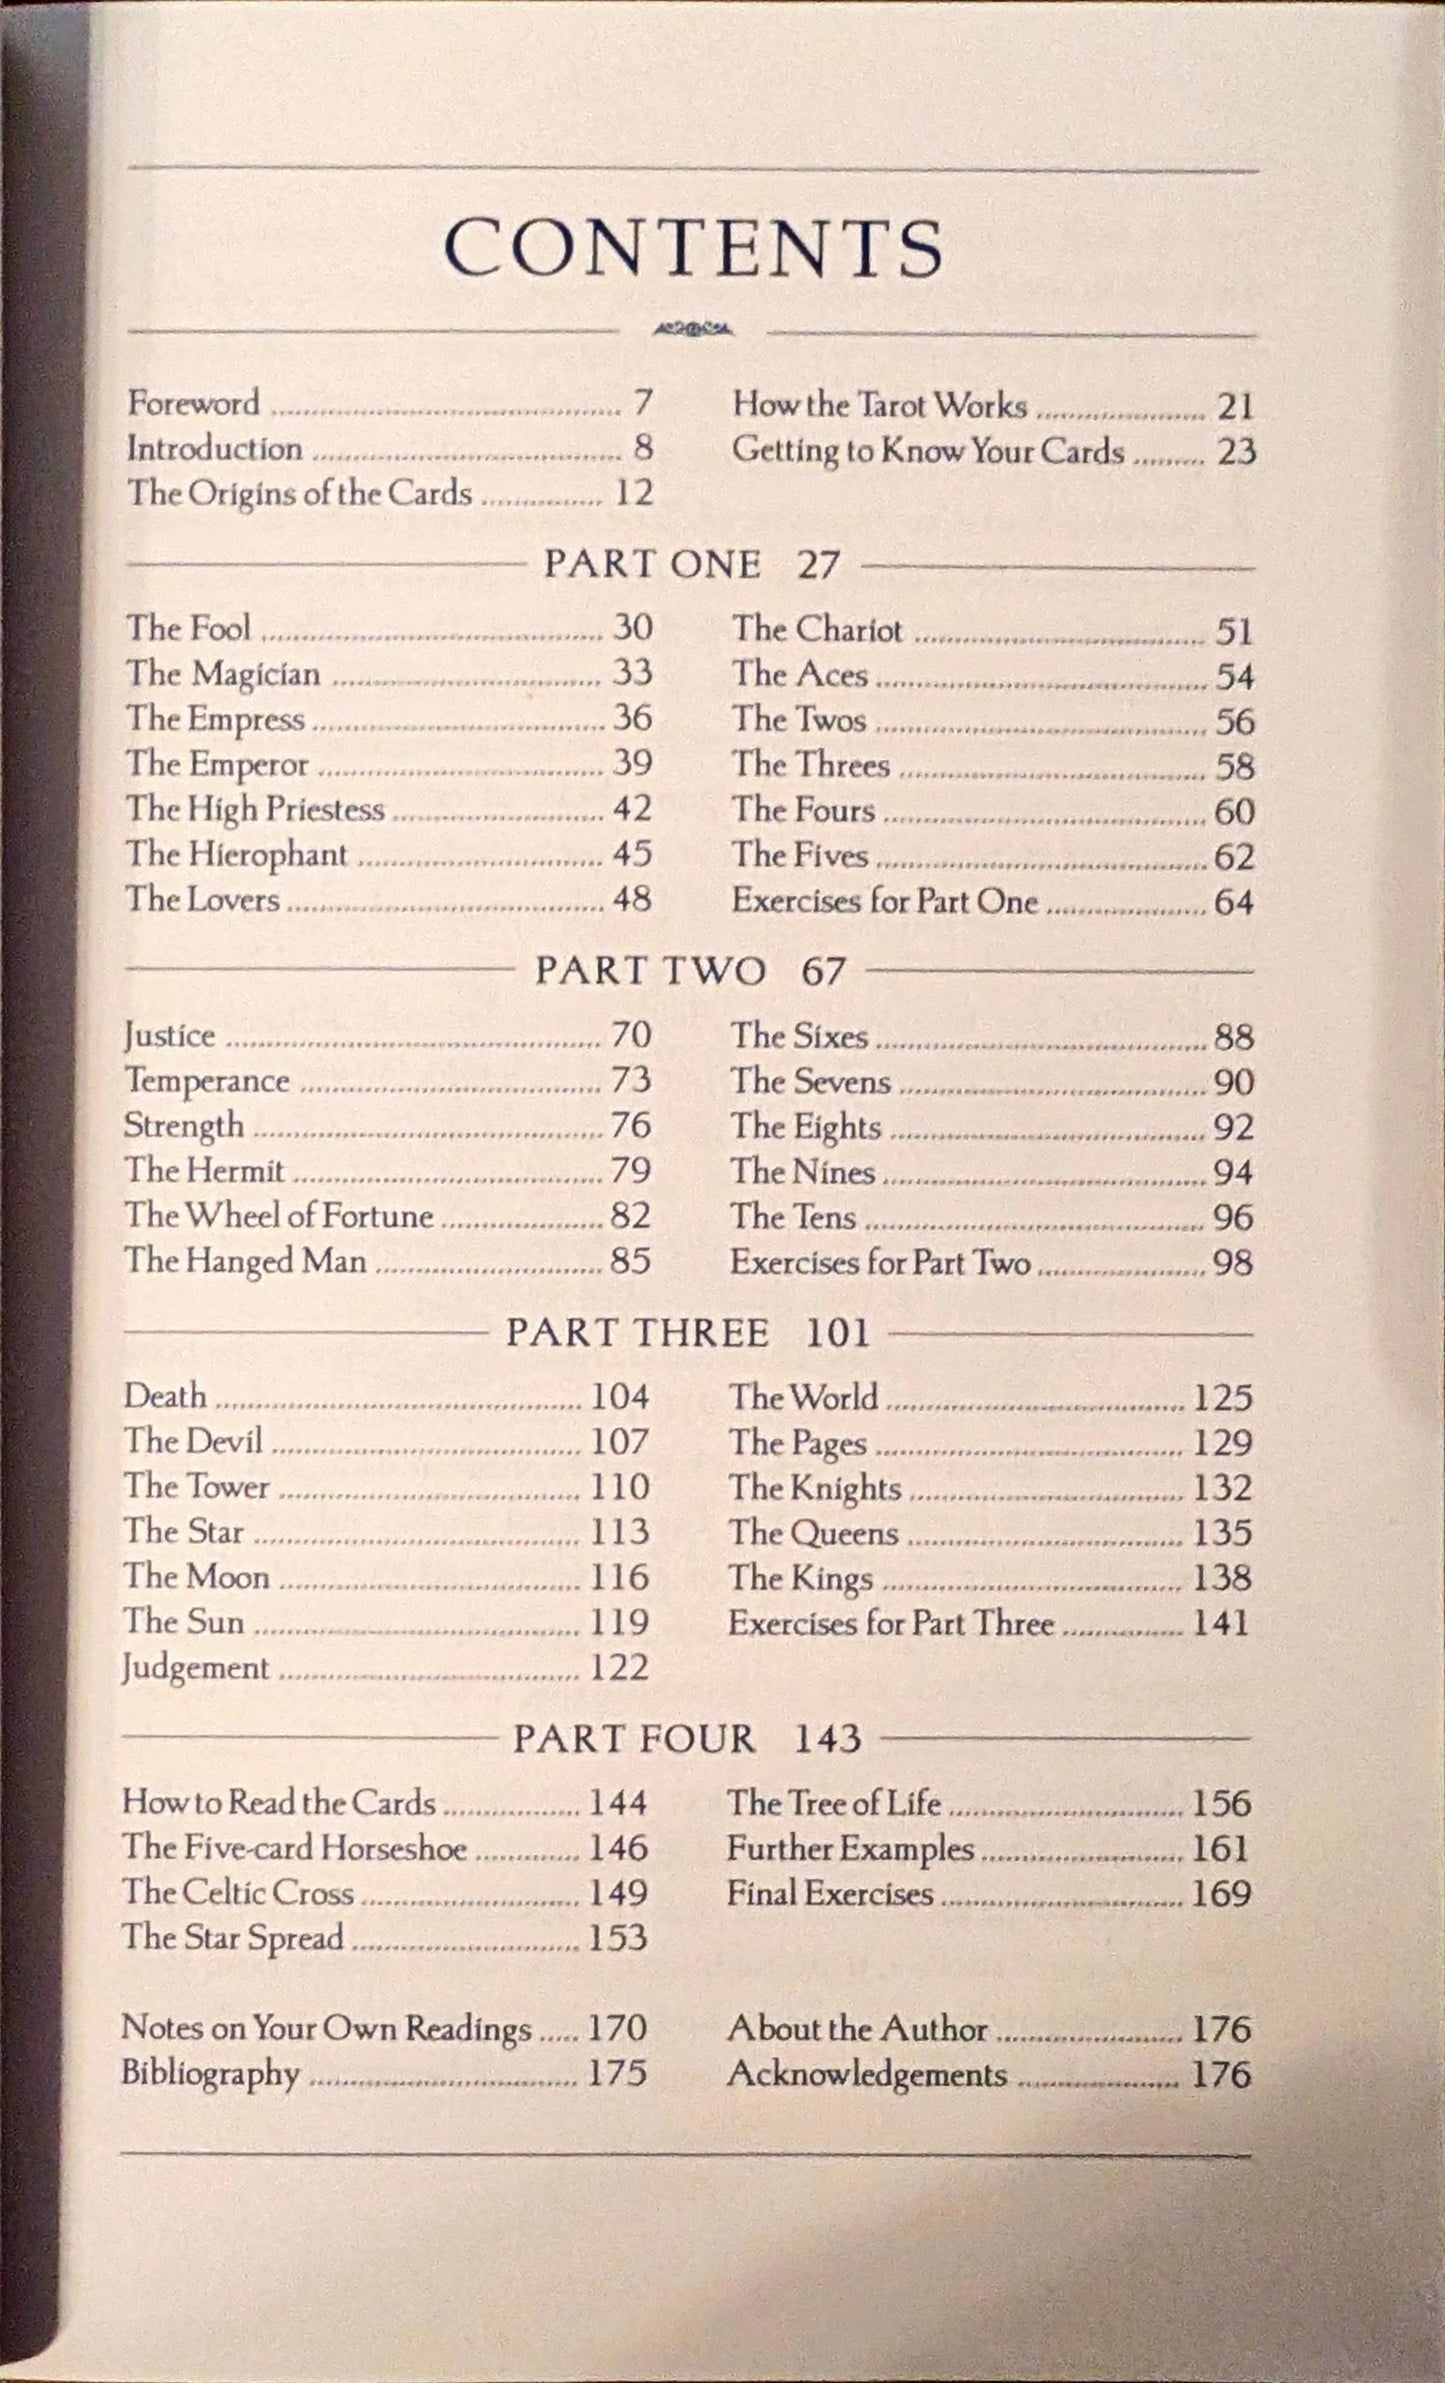 CONTENTS
Foreword ........ 7
Introduction ........ 8
The Origins of the Cards ........ 12
How the Tarot Works ........ 21
Getting to Know Your Cards ........ 23
PART ONE 27
The Fool ........ 30
The Magician ........ 33
The Empress ........ 36
The Emperor ........ 39
The High Priestess ........ 42
The Hierophant ........ 45
The Lovers ........ 48
The Chariot ........ 51
The Aces ........ 54
The Twos ........ 56
The Threes ........ 58
The Fours ........ 60
The Fives ........ 62
Exercises for Part One ........ 64
PART TWO 67
Justice ........ 70
Temperance ........ 73
Strength ........ 76
The Hermit ........ 79
The Wheel of Fortune ........ 82
The Hanged Man ........ 85
The Sixes ........ 88
The Sevens ........ 90
The Eights ........ 92
The Nines ........ 94
The Tens ........ 96
Exercises for Part Two ........ 98
PART THREE 101
Death ........ 104
The Devil ........ 107
The Tower ........ 110
The Star ........ 113
The Moon ........ 116
The Sun ........ 119
Judgement ........ 122
The World ........ 125
The Pages ........ 129
The Knights ........ 132
The Queens ........ 135
The Kings ........ 138
Exercises for Part Three ........ 141
PART FOUR 143
How to Read the Cards ........ 144
The Five-card Horseshoe ........ 146
The Celtic Cross ........ 149
The Star Spread ........ 153
The Tree of Life ........ 156
Further Examples ........ 161
Final Exercises ........ 169
Notes on Your Own Readings ..... 170
Bibliography ........ 175
About the Author ........ 176
Acknowledgements ........ 176